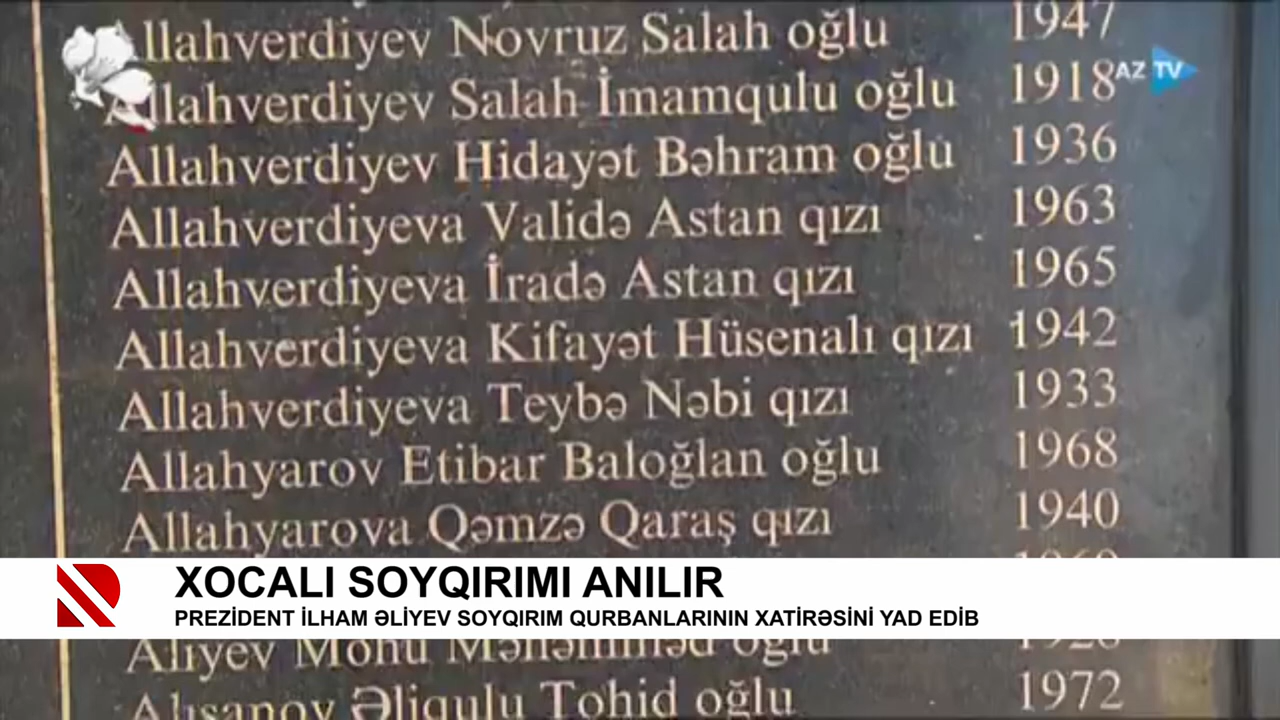 Allahverdiyev Novruz Salah oğlu 1947
Allahverdiyev Salah İmamqulu oğlu 1918
AZ TV
Allahverdiyev Hidayət Bəhram oğlu 1936
Allahverdiyeva Validə Astan qızı 1963
Allahverdiyeva İradə Astan qızı 1965
Allahverdiyeva Kifayət Hüsenalı qızı 1942
Allahverdiyeva Teybə Nəbi qızı 1933
Allahyarov Etibar Baloğlan oğlu 1968
Allahyarova Qəmzə Qaraş qızı 1940
XOCALI SOYQIRIMI ANILIR
PREZİDENT İLHAM ƏLİYEV SOYQIRIM QURBANLARININ XATİRƏSİNİ YAD EDİB
oğlu
Əliqulu Tohid oğlu 1972